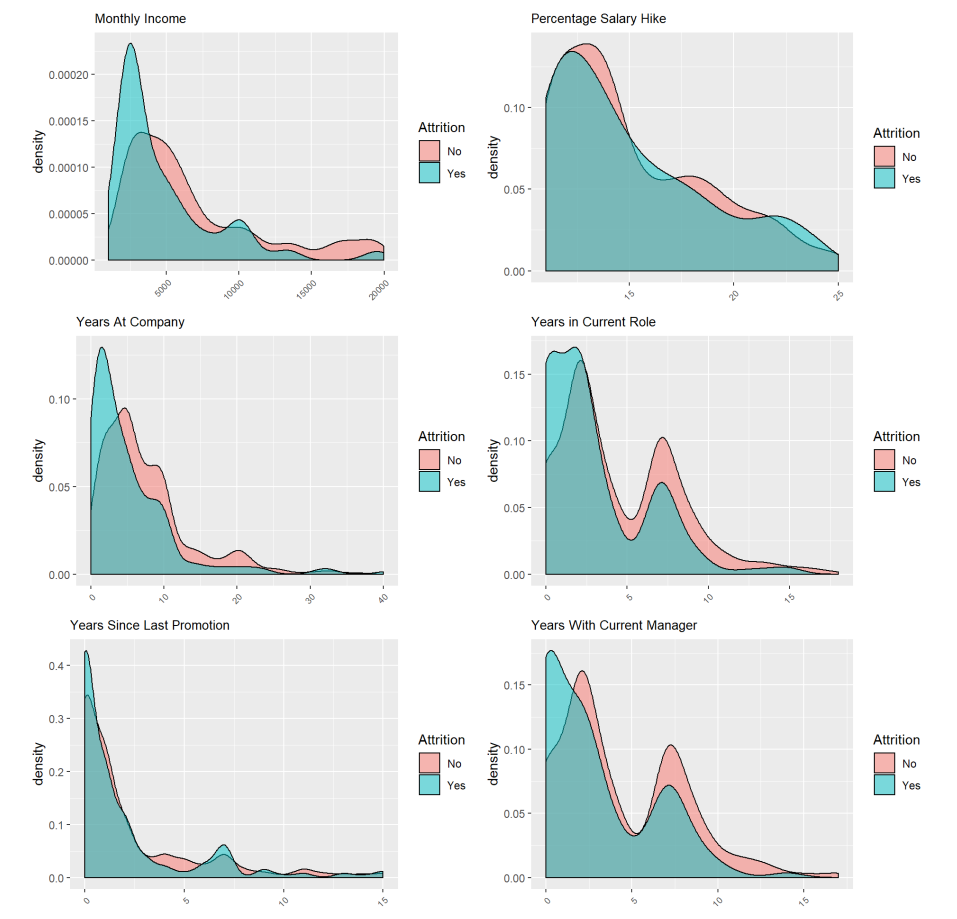 Monthly Income
density
0.00020
0.00015
0.00010
0.00005
0.00000
5000 10000 15000 20000
Attrition
No
Yes
Percentage Salary Hike
density
0.10
0.05
0.00
15 20 25
Attrition
No
Yes
Years At Company
density
0.10
0.05
0.00
0 10 20 30 40
Attrition
No
Yes
Years in Current Role
density
0.15
0.10
0.05
0.00
0 5 10 15
Attrition
No
Yes
Years Since Last Promotion
density
0.4
0.3
0.2
0.1
0.0
0 5 10 15
Attrition
No
Yes
Years With Current Manager
density
0.15
0.10
0.05
0.00
0 5 10 15
Attrition
No
Yes